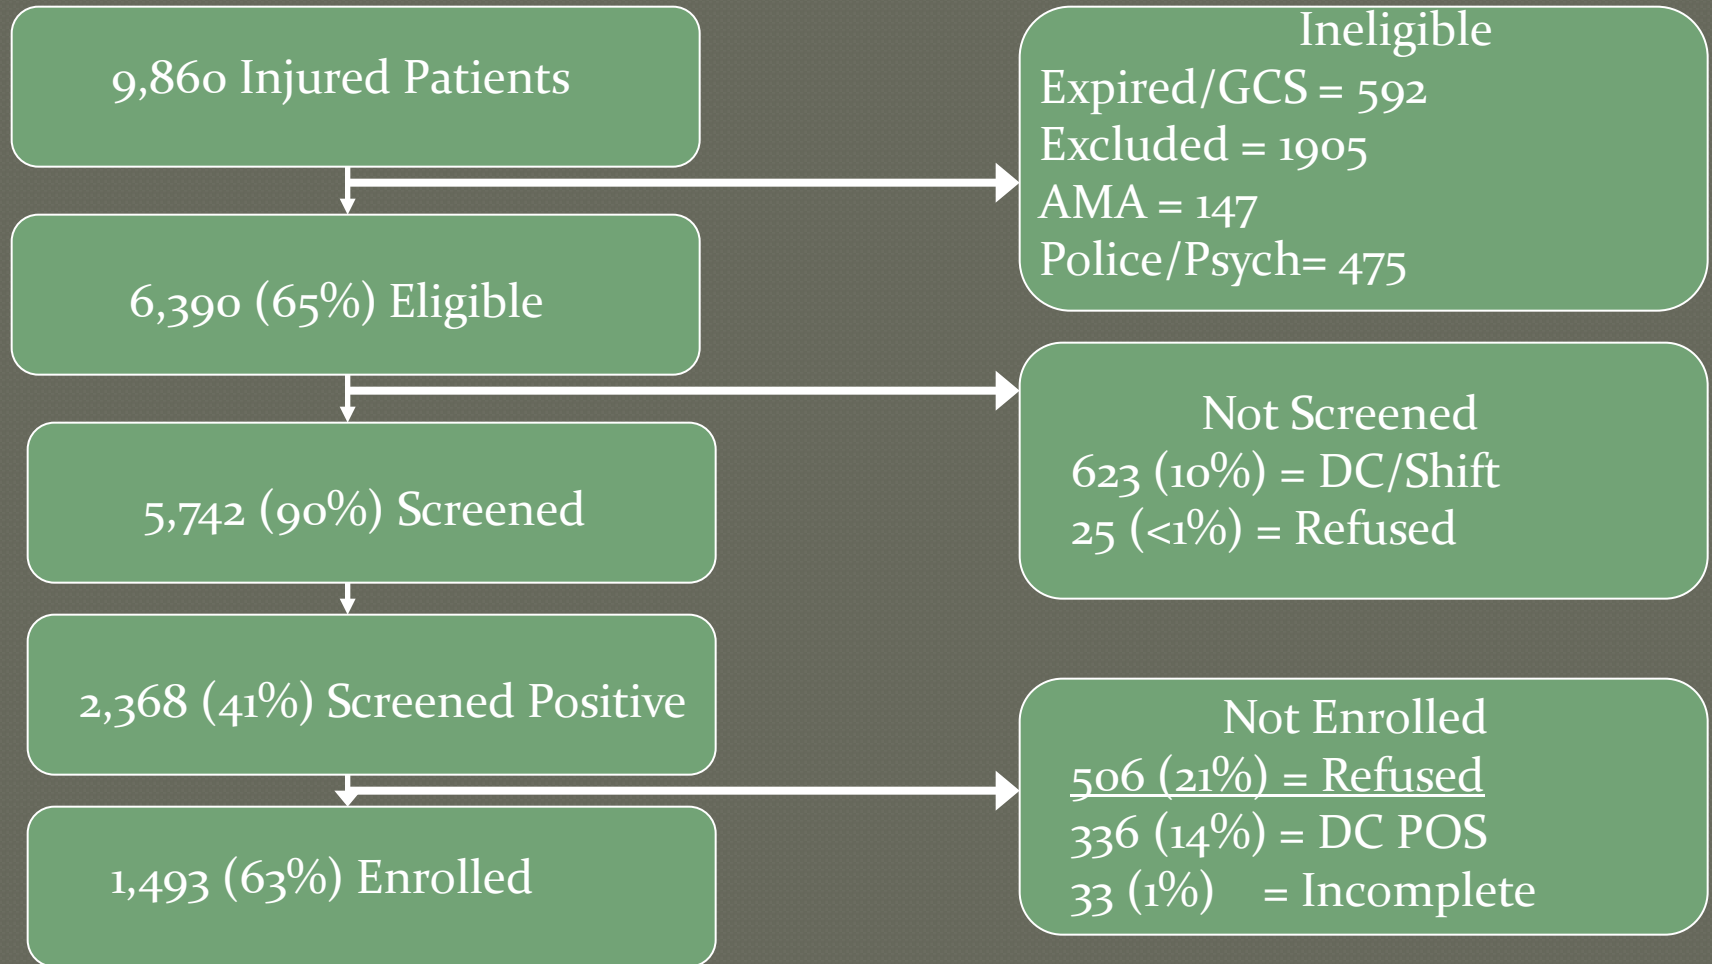 9,860 Injured Patients
Ineligible
Expired/GCS = 592
Excluded = 1905
AMA = 147
Police/Psych= 475
6,390 (65%) Eligible
Not Screened
623 (10%) = DC/Shift
25 (<1%) = Refused
5,742 (90%) Screened
2,368 (41%) Screened Positive
Not Enrolled
506 (21%) = Refused
336 (14%) = DC POS
33 (1%) = Incomplete
1,493 (63%) Enrolled